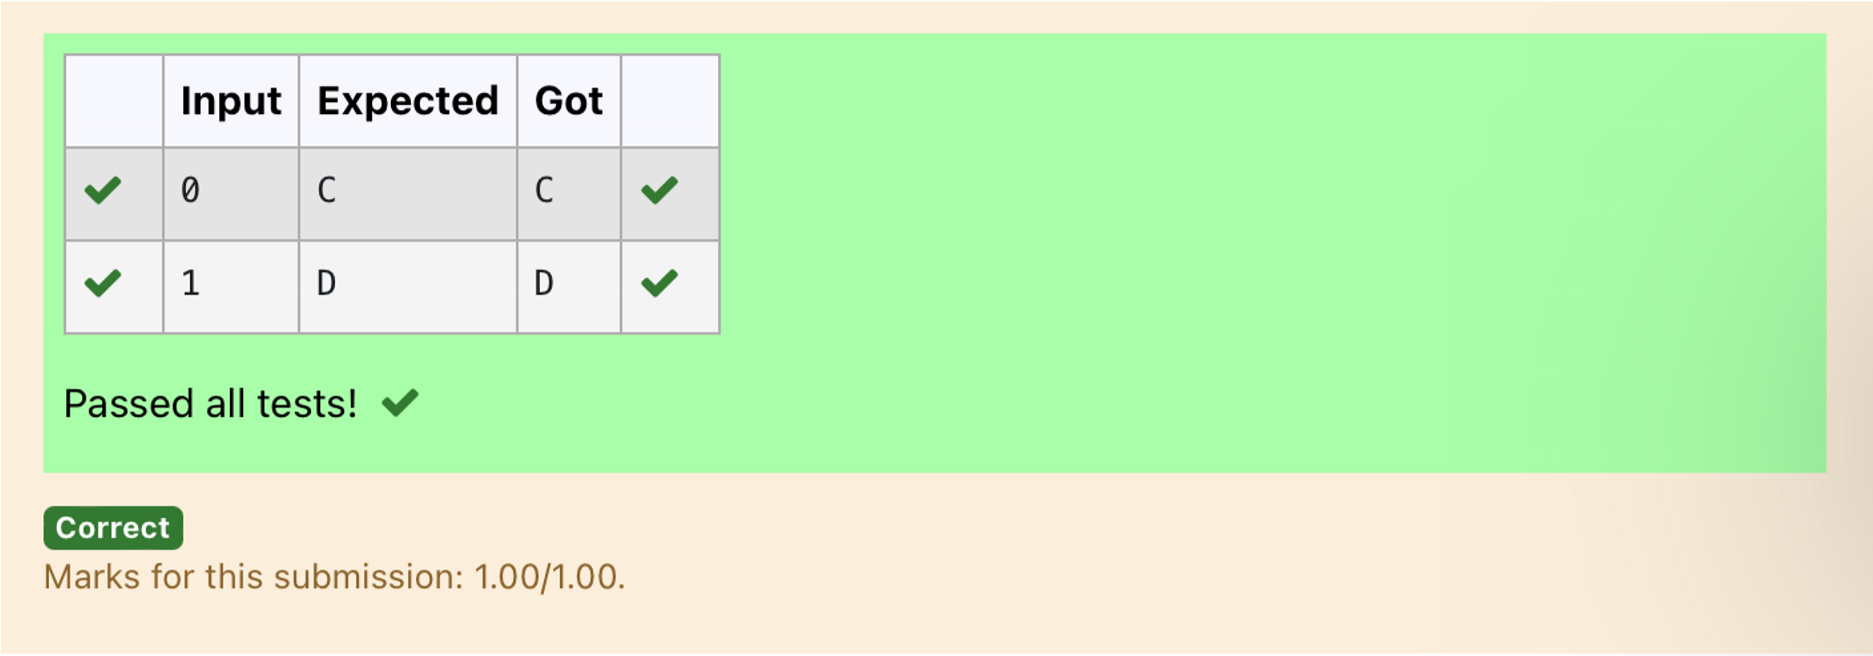 Input Expected Got
0 C C
1 D D
Passed all tests!
Correct
Marks for this submission: 1.00/1.00.